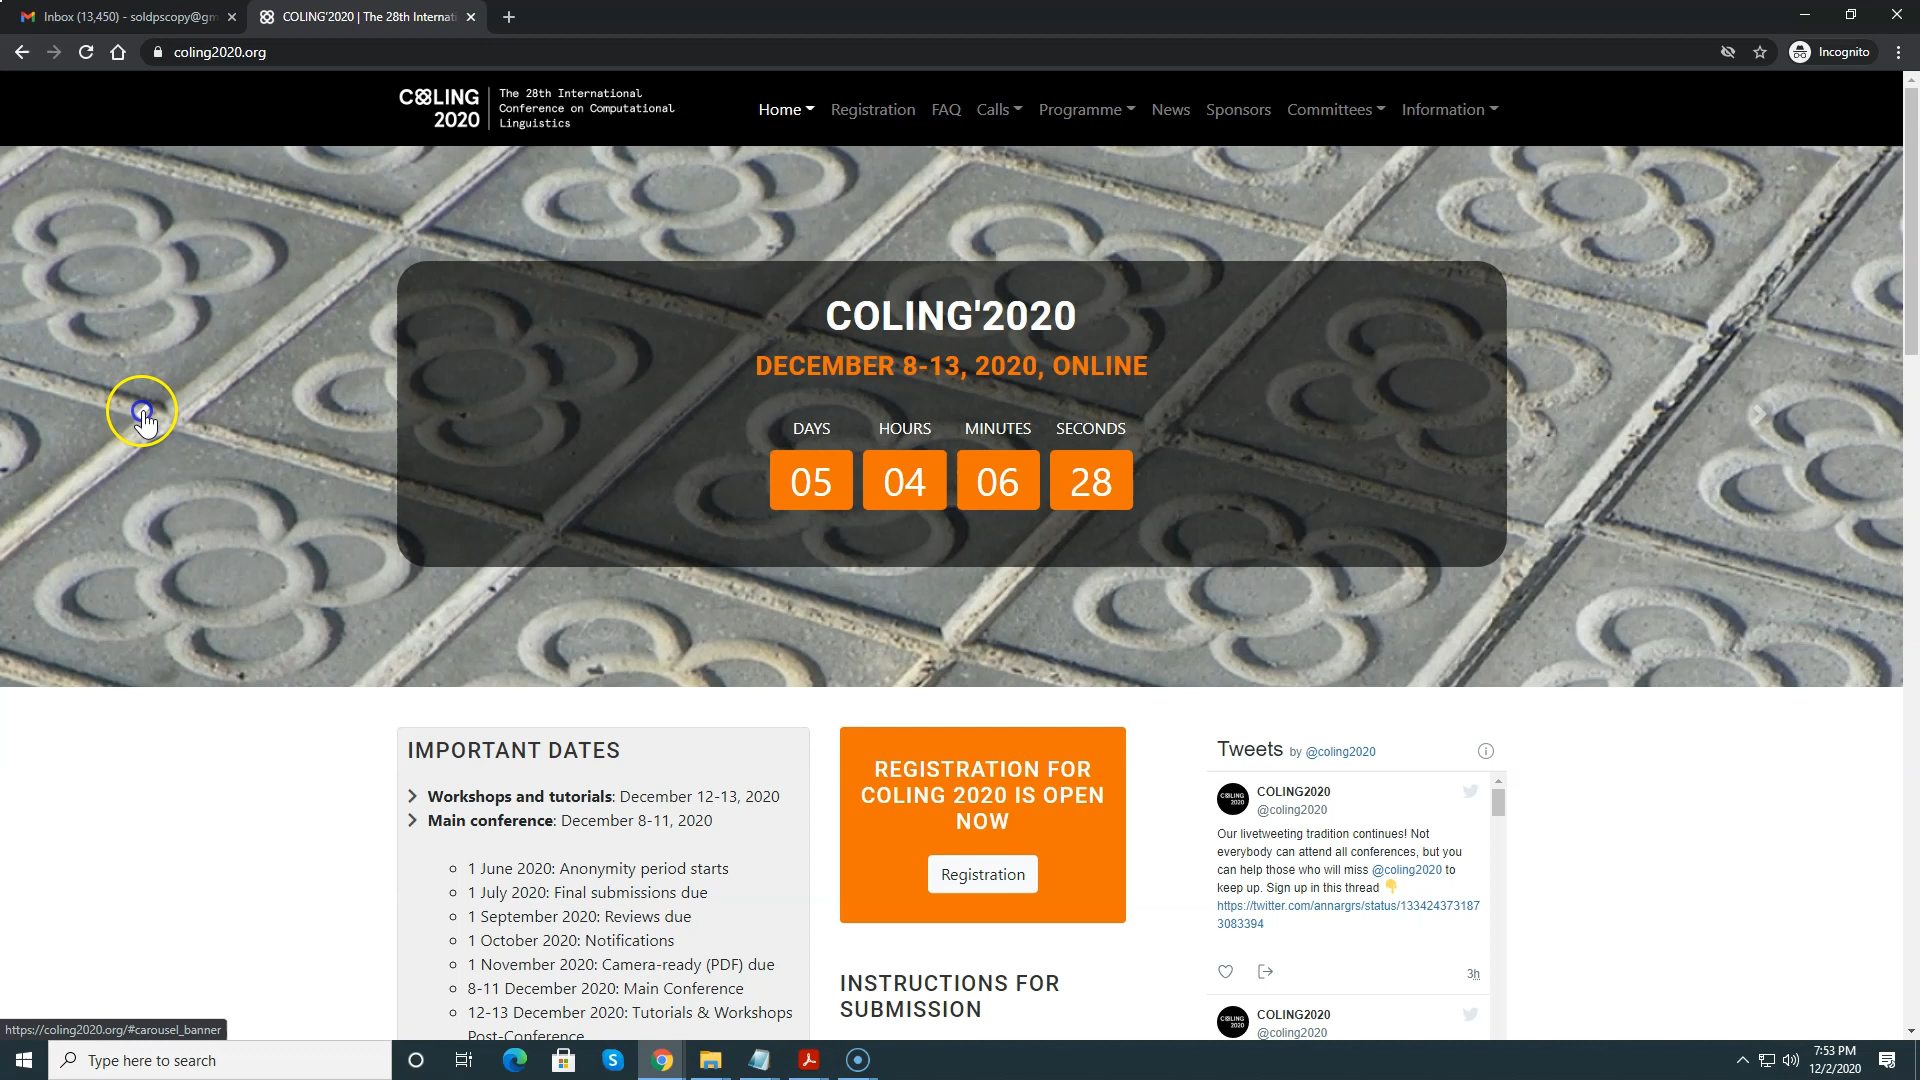 Inbox (13,450) - soldpscopy@gm
COLING'2020 | The 28th Internati
coling2020.org
Incognito
COLING
2020
The 28th International
Conference on Computational
Linguistics
Home
Registration
FAQ
Calls
Programme
News
Sponsors
Committees
Information
COLING'2020
DECEMBER 8-13, 2020, ONLINE
DAYS HOURS MINUTES SECONDS
05 04 06 28
IMPORTANT DATES
Workshops and tutorials: December 12-13, 2020
Main conference: December 8-11, 2020
1 June 2020: Anonymity period starts
1 July 2020: Final submissions due
1 September 2020: Reviews due
1 October 2020: Notifications
1 November 2020: Camera-ready (PDF) due
8-11 December 2020: Main Conference
12-13 December 2020: Tutorials & Workshops
Post-Conference
REGISTRATION FOR
COLING 2020 IS OPEN
NOW
Registration
INSTRUCTIONS FOR
SUBMISSION
Tweets by @coling2020
COLING 2020
COLING2020
@coling2020
Our livetweeting tradition continues! Not
everybody can attend all conferences, but you
can help those who will miss @coling2020 to
keep up. Sign up in this thread 👇
https://twitter.com/annargrs/status/133424373187
3083394
3h
COLING 2020
COLING2020
@coling2020
https://coling2020.org/#carousel_banner
Type here to search
7:53 PM
12/2/2020